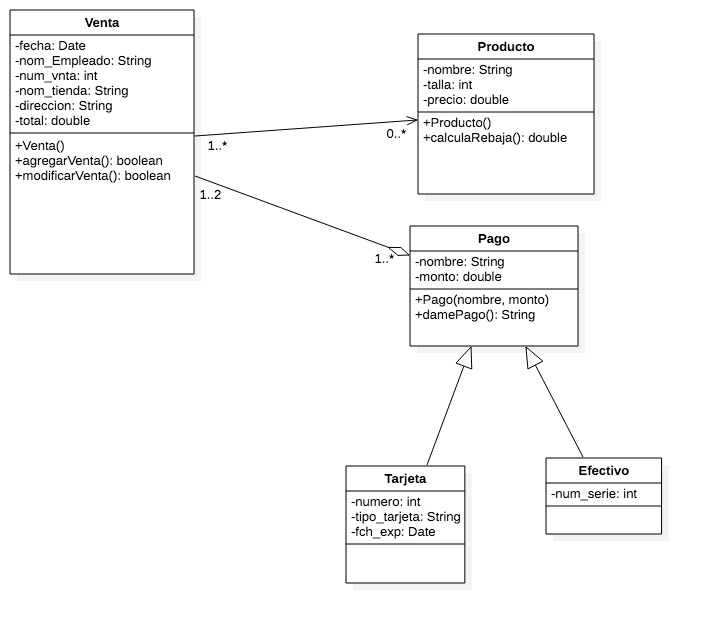 Venta
-fecha: Date
-nom_Empleado: String
-num_vnta: int
-nom_tienda: String
-direccion: String
-total: double
+Venta()
+agregarVenta(): boolean
+modificarVenta(): boolean
1..*
0..*
1..2
1..*
Producto
-nombre: String
-talla: int
-precio: double
+Producto()
+calculaRebaja(): double
Pago
-nombre: String
-monto: double
+Pago(nombre, monto)
+damePago(): String
Tarjeta
-numero: int
-tipo_tarjeta: String
-fch_exp: Date
Efectivo
-num_serie: int